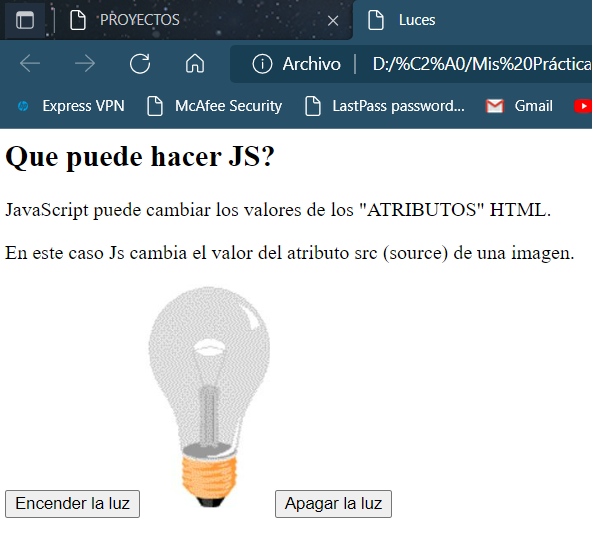 PROYECTOS
Luces
Archivo D:/%C2%A0/Mis%20Práctica
hp Express VPN McAfee Security LastPass password... Gmail
Que puede hacer JS?
JavaScript puede cambiar los valores de los "ATRIBUTOS" HTML.
En este caso Js cambia el valor del atributo src (source) de una imagen.
Encender la luz Apagar la luz